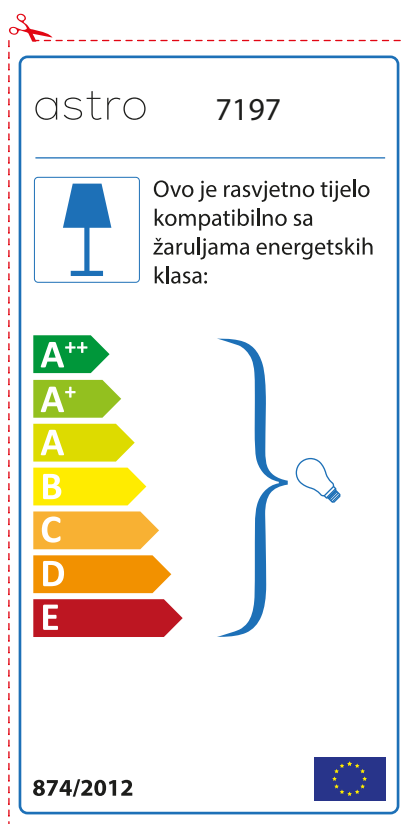 astro 7197
Ovo je rasvjetno tijelo
kompatibilno sa
žaruljama energetskih
klasa:
A++
A+
A
B
C
D
E
874/2012